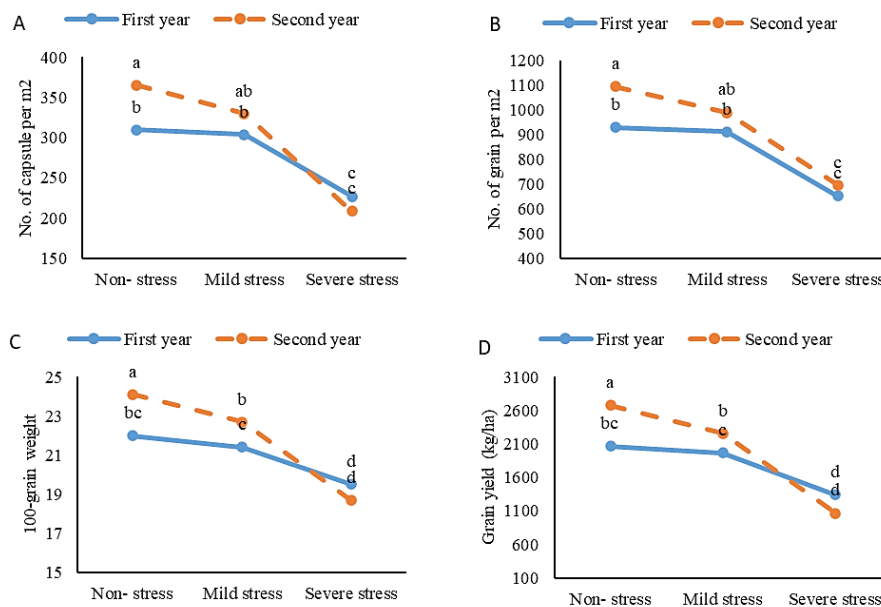 A
First year Second year
No. of capsule per m2
400
350
300
250
200
150
a
b
ab
b
c
c
Non- stress Mild stress Severe stress
B
First year Second year
No. of grain per m2
1200
1100
1000
900
800
700
600
500
400
a
b
ab
b
c
c
Non- stress Mild stress Severe stress
C
First year Second year
100-grain weight
25
23
21
19
17
15
a
bc
b
c
d
d
Non- stress Mild stress Severe stress
D
First year Second year
Grain yield (kg/ha)
3100
2600
2100
1600
1100
600
100
a
bc
b
c
d
d
Non- stress Mild stress Severe stress